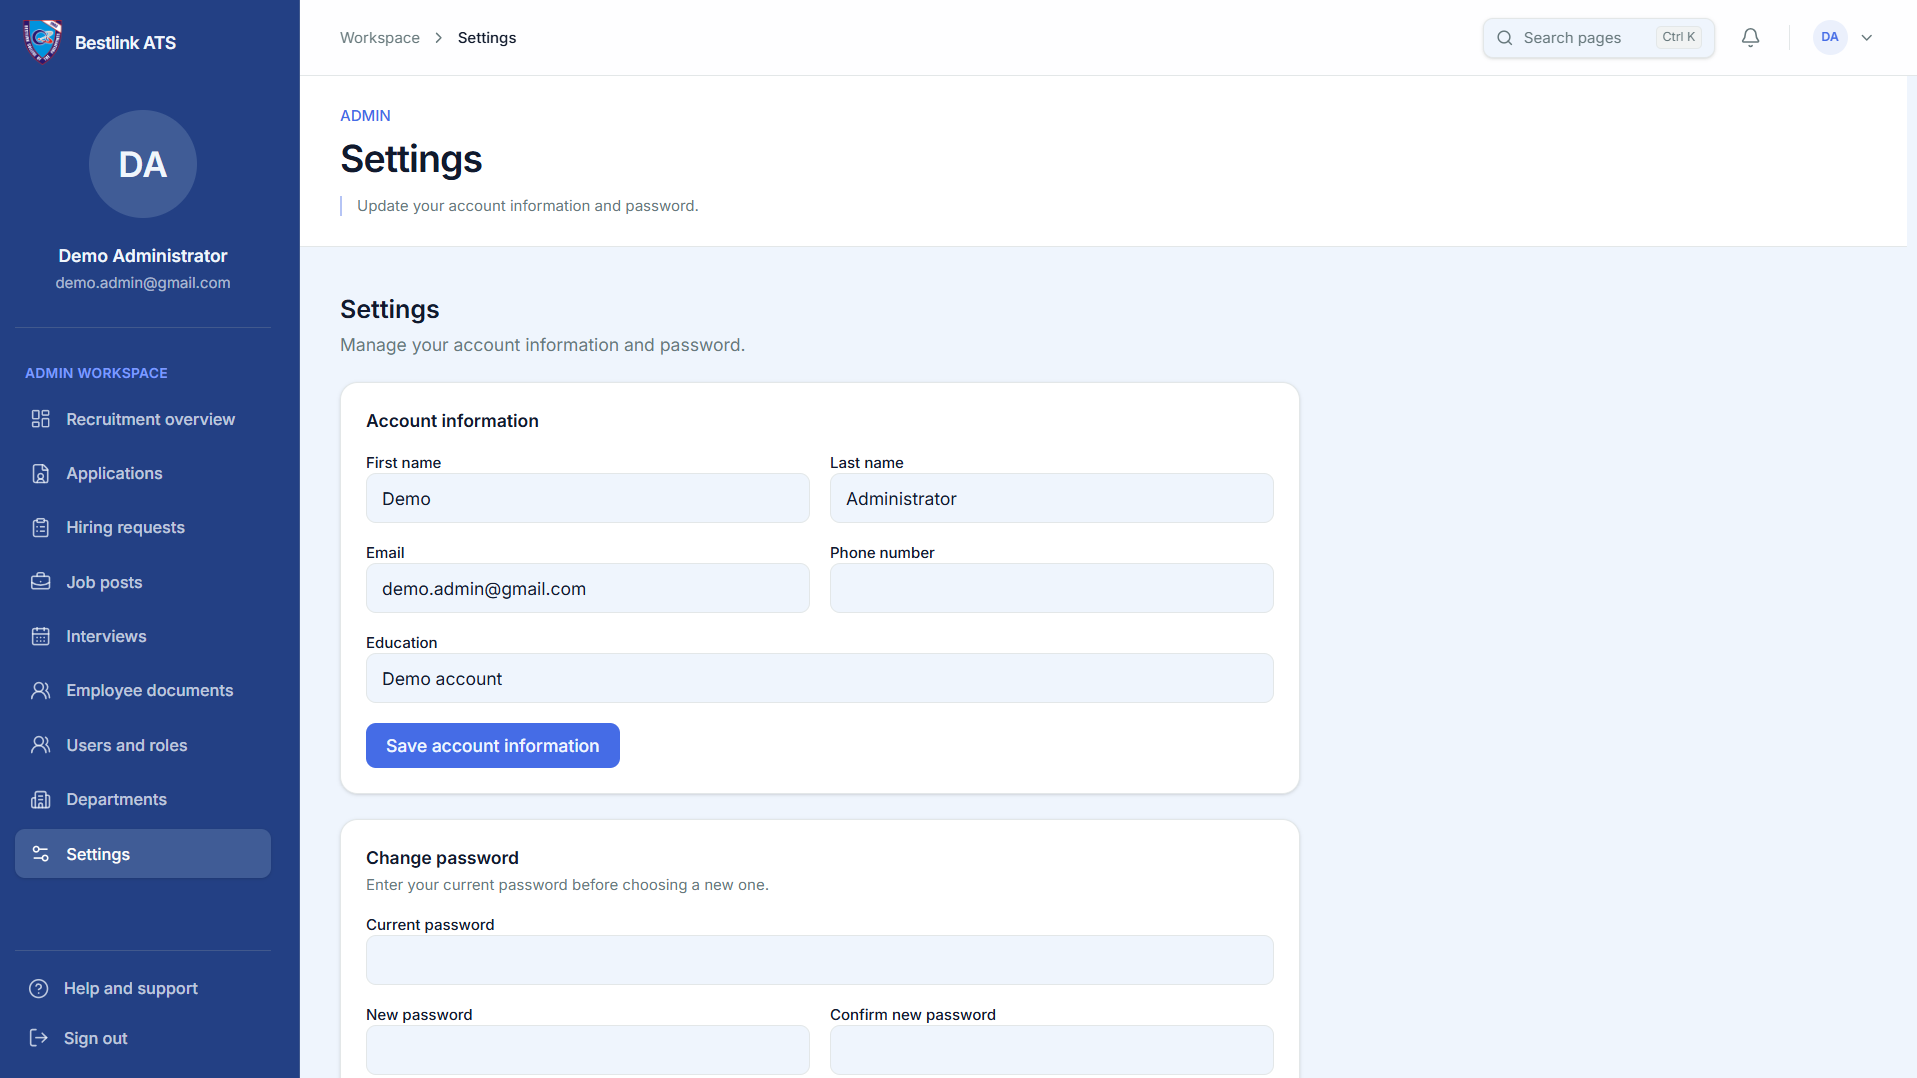 Bestlink ATS
DA
Demo Administrator
demo.admin@gmail.com
ADMIN WORKSPACE
Recruitment overview
Applications
Hiring requests
Job posts
Interviews
Employee documents
Users and roles
Departments
Settings
Help and support
Sign out
Workspace > Settings
Search pages Ctrl K
DA
ADMIN
Settings
Update your account information and password.
Settings
Manage your account information and password.
Account information
First name Last name
Demo Administrator
Email Phone number
demo.admin@gmail.com
Education
Demo account
Save account information
Change password
Enter your current password before choosing a new one.
Current password
New password Confirm new password